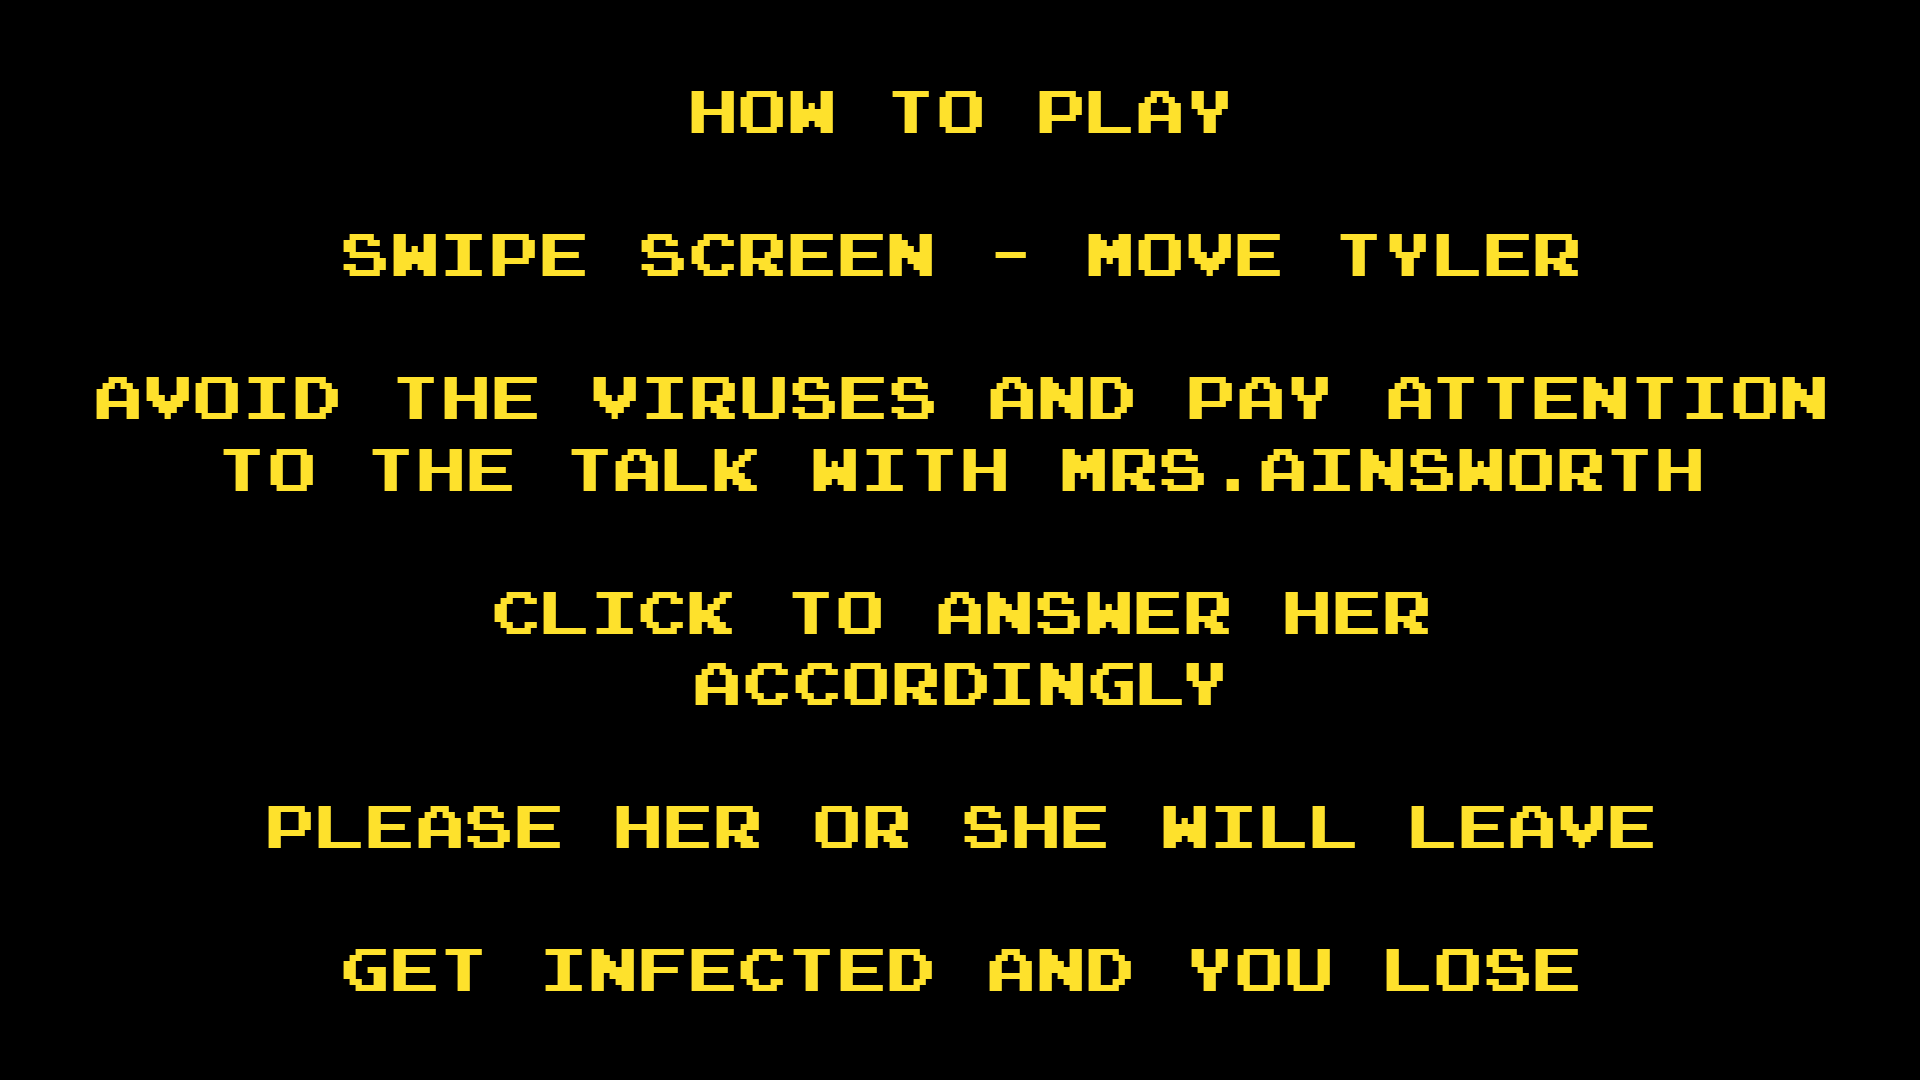 HOW TO PLAY
SWIPE SCREEN - MOVE TYLER
AVOID THE VIRUSES AND PAY ATTENTION
TO THE TALK WITH MRS.AINSWORTH
CLICK TO ANSWER HER
ACCORDINGLY
PLEASE HER OR SHE WILL LEAVE
GET INFECTED AND YOU LOSE